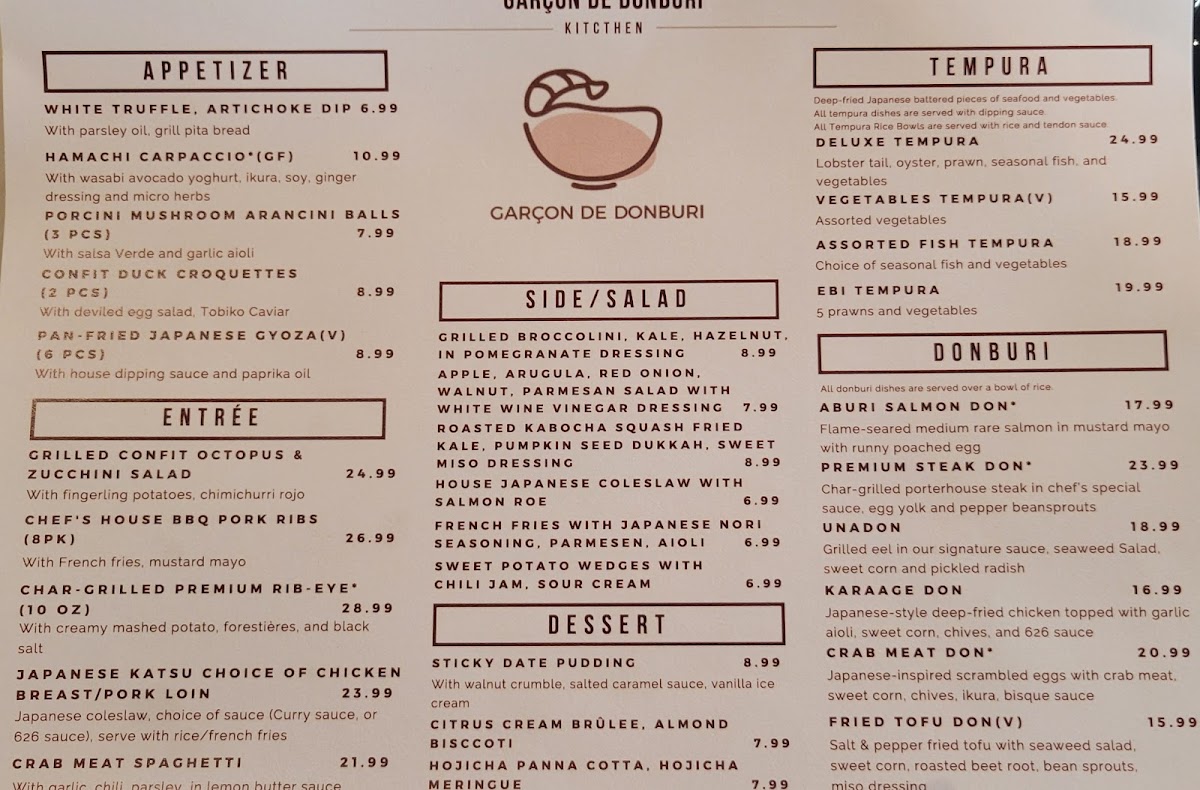 GARÇON DE DONBURI
KITCTHEN
APPETIZER
WHITE TRUFFLE, ARTICHOKE DIP 6.99
With parsley oil, grill pita bread
HAMACHI CARPACCIO*(GF) 10.99
With wasabi avocado yoghurt, ikura, soy, ginger
dressing and micro herbs
PORCINI MUSHROOM ARANCINI BALLS
(3 PCS) 7.99
With salsa Verde and garlic aioli
CONFIT DUCK CROQUETTES
(2 PCS) 8.99
With deviled egg salad, Tobiko Caviar
PAN-FRIED JAPANESE GYOZA(V)
(6 PCS) 8.99
With house dipping sauce and paprika oil
ENTRÉE
GRILLED CONFIT OCTOPUS &
ZUCCHINI SALAD 24.99
With fingerling potatoes, chimichurri rojo
CHEF'S HOUSE BBQ PORK RIBS
(8PK) 26.99
With French fries, mustard mayo
CHAR-GRILLED PREMIUM RIB-EYE*
(10 OZ) 28.99
With creamy mashed potato, forestières, and black
salt
JAPANESE KATSU CHOICE OF CHICKEN
BREAST/PORK LOIN 23.99
Japanese coleslaw, choice of sauce (Curry sauce, or
626 sauce), serve with rice/french fries
CRAB MEAT SPAGHETTI 21.99
With garlic, chili, parsley, in lemon butter sauce
GARÇON DE DONBURI
SIDE/SALAD
GRILLED BROCCOLINI, KALE, HAZELNUT,
IN POMEGRANATE DRESSING 8.99
APPLE, ARUGULA, RED ONION,
WALNUT, PARMESAN SALAD WITH
WHITE WINE VINEGAR DRESSING 7.99
ROASTED KABOCHA SQUASH FRIED
KALE, PUMPKIN SEED DUKKAH, SWEET
MISO DRESSING 8.99
HOUSE JAPANESE COLESLAW WITH
SALMON ROE 6.99
FRENCH FRIES WITH JAPANESE NORI
SEASONING, PARMESEN, AIOLI 6.99
SWEET POTATO WEDGES WITH
CHILI JAM, SOUR CREAM 6.99
DESSERT
STICKY DATE PUDDING 8.99
With walnut crumble, salted caramel sauce, vanilla ice
cream
CITRUS CREAM BRÛLEE, ALMOND
BISCCOTI 7.99
HOJICHA PANNA COTTA, HOJICHA
MERINGUE 7.99
TEMPURA
Deep-fried Japanese battered pieces of seafood and vegetables.
All tempura dishes are served with dipping sauce.
All Tempura Rice Bowls are served with rice and tendon sauce.
DELUXE TEMPURA 24.99
Lobster tail, oyster, prawn, seasonal fish, and
vegetables
VEGETABLES TEMPURA(V) 15.99
Assorted vegetables
ASSORTED FISH TEMPURA 18.99
Choice of seasonal fish and vegetables
EBI TEMPURA 19.99
5 prawns and vegetables
DONBURI
All donburi dishes are served over a bowl of rice.
ABURI SALMON DON* 17.99
Flame-seared medium rare salmon in mustard mayo
with runny poached egg
PREMIUM STEAK DON* 23.99
Char-grilled porterhouse steak in chef's special
sauce, egg yolk and pepper beansprouts
UNADON 18.99
Grilled eel in our signature sauce, seaweed Salad,
sweet corn and pickled radish
KARAAGE DON 16.99
Japanese-style deep-fried chicken topped with garlic
aioli, sweet corn, chives, and 626 sauce
CRAB MEAT DON* 20.99
Japanese-inspired scrambled eggs with crab meat,
sweet corn, chives, ikura, bisque sauce
FRIED TOFU DON(V) 15.99
Salt & pepper fried tofu with seaweed salad,
sweet corn, roasted beet root, bean sprouts,
miso dressing